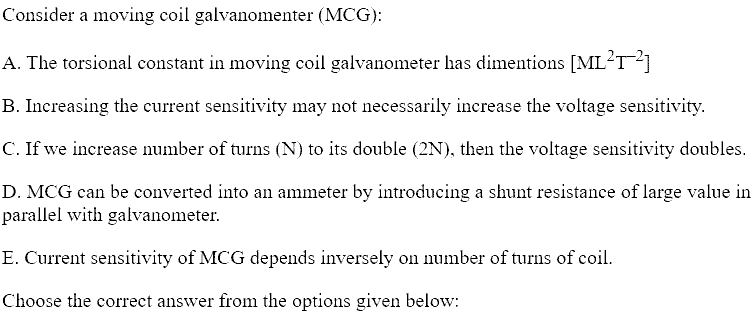 Consider a moving coil galvanomenter (MCG):
A. The torsional constant in moving coil galvanometer has dimentions [ML²T⁻²]
B. Increasing the current sensitivity may not necessarily increase the voltage sensitivity.
C. If we increase number of turns (N) to its double (2N), then the voltage sensitivity doubles.
D. MCG can be converted into an ammeter by introducing a shunt resistance of large value in
parallel with galvanometer.
E. Current sensitivity of MCG depends inversely on number of turns of coil.
Choose the correct answer from the options given below: